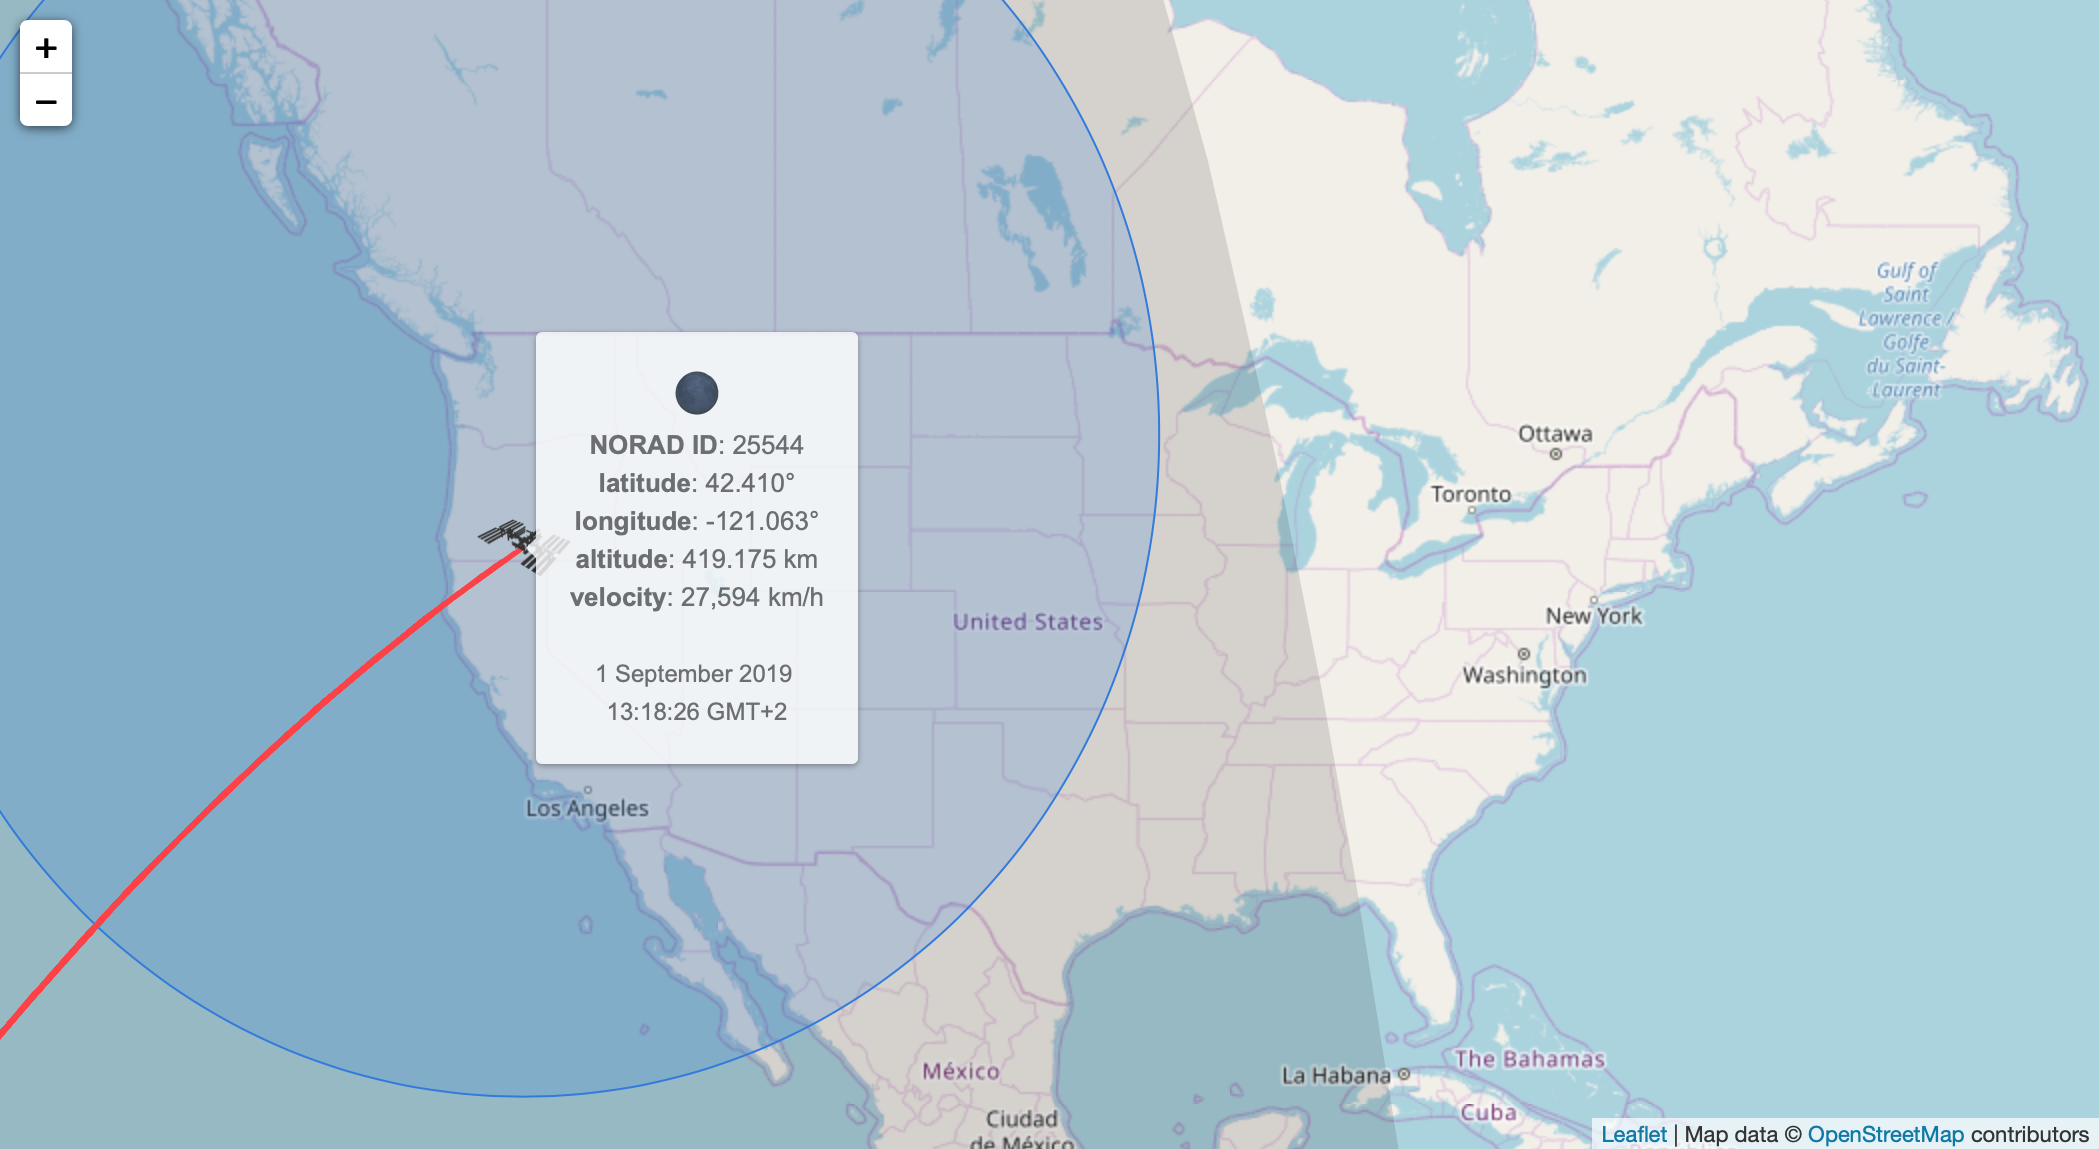 +
−
Gulf of
Saint
Lawrence /
Golfe
du Saint-
Laurent
Ottawa
Toronto
NORAD ID: 25544
latitude: 42.410°
longitude: -121.063°
altitude: 419.175 km
velocity: 27,594 km/h
1 September 2019
13:18:26 GMT+2
United States
New York
Washington
Los Angeles
México
La Habana
The Bahamas
Cuba
Ciudad
de México
Leaflet | Map data © OpenStreetMap contributors